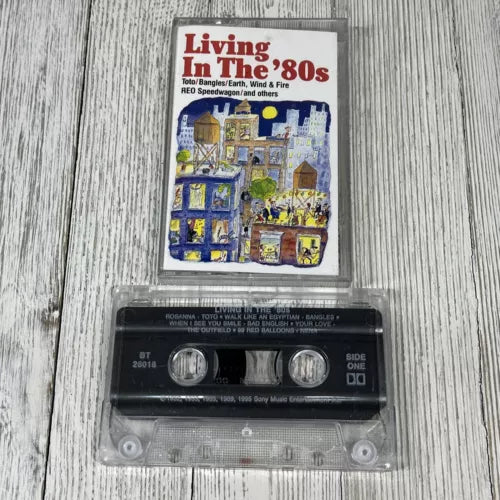 Living
In The '80s
Toto/Bangles/Earth, Wind & Fire
REO Speedwagon/and others
LIVING IN THE '80s
ROSANNA - TOTO • WALK LIKE AN EGYPTIAN - BANGLES •
WHEN I SEE YOU SMILE - BAD ENGLISH • YOUR LOVE -
THE OUTFIELD • 99 RED BALLOONS - NENA
BT
26018
SIDE
ONE
1989, 1995 Sony Music Entertainment